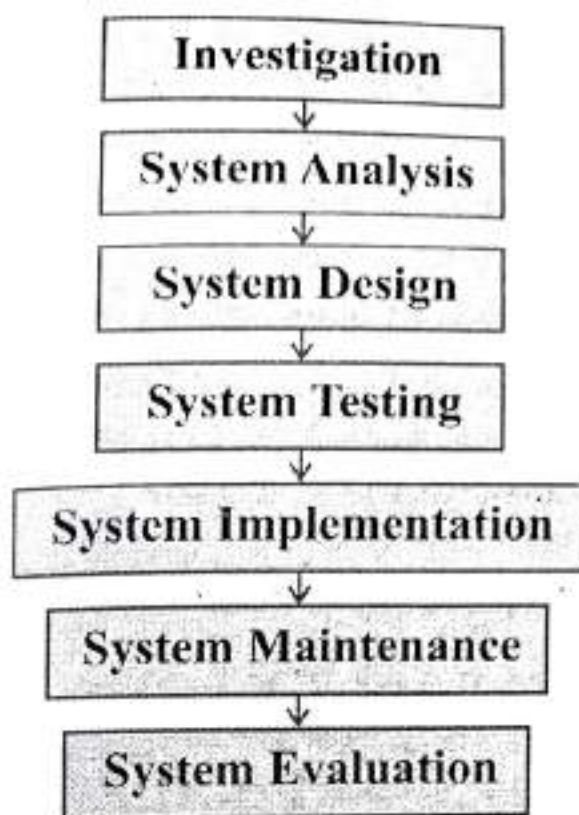 Investigation
System Analysis
System Design
System Testing
System Implementation
System Maintenance
System Evaluation